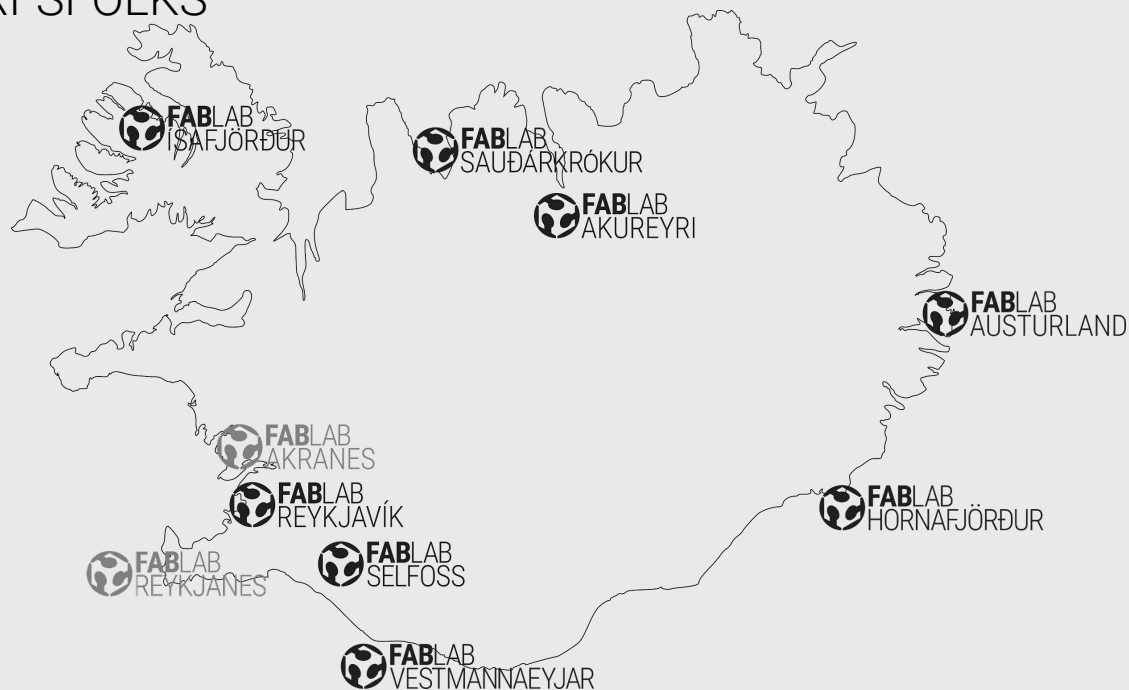 FABLAB
ÍSAFJÖRÐUR
FABLAB
SAUÐÁRKRÓKUR
FABLAB
AKUREYRI
FABLAB
AUSTURLAND
FABLAB
AKRANES
FABLAB
REYKJAVÍK
FABLAB
HORNAFJÖRÐUR
FABLAB
SELFOSS
FABLAB
REYKJANES
FABLAB
VESTMANNAEYJAR